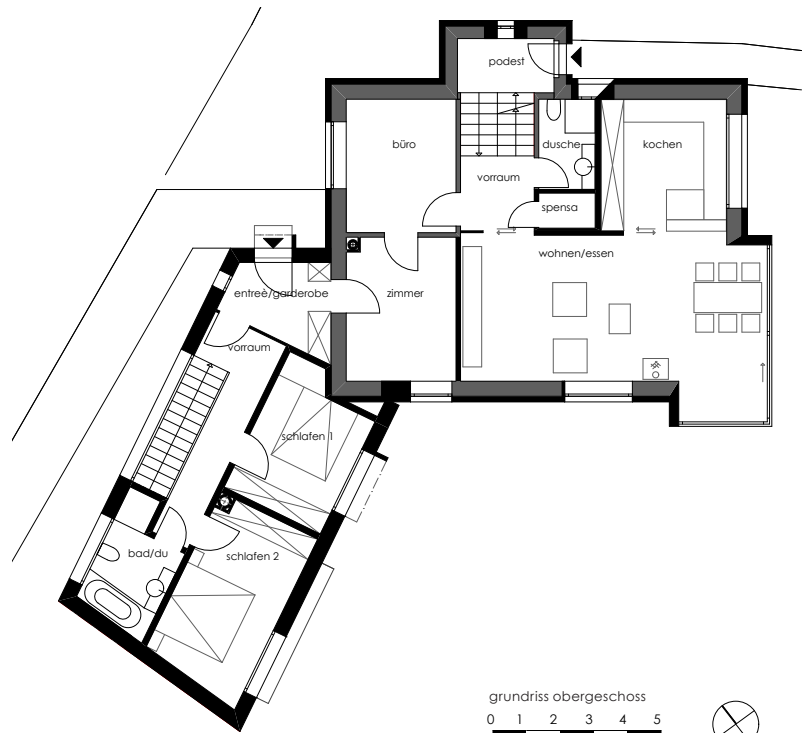 podest
büro
dusche
kochen
vorraum
spensa
wohnen/essen
entreè/garderobe
zimmer
vorraum
schlafen 1
bad/du
schlafen 2
grundriss obergeschoss
0 1 2 3 4 5